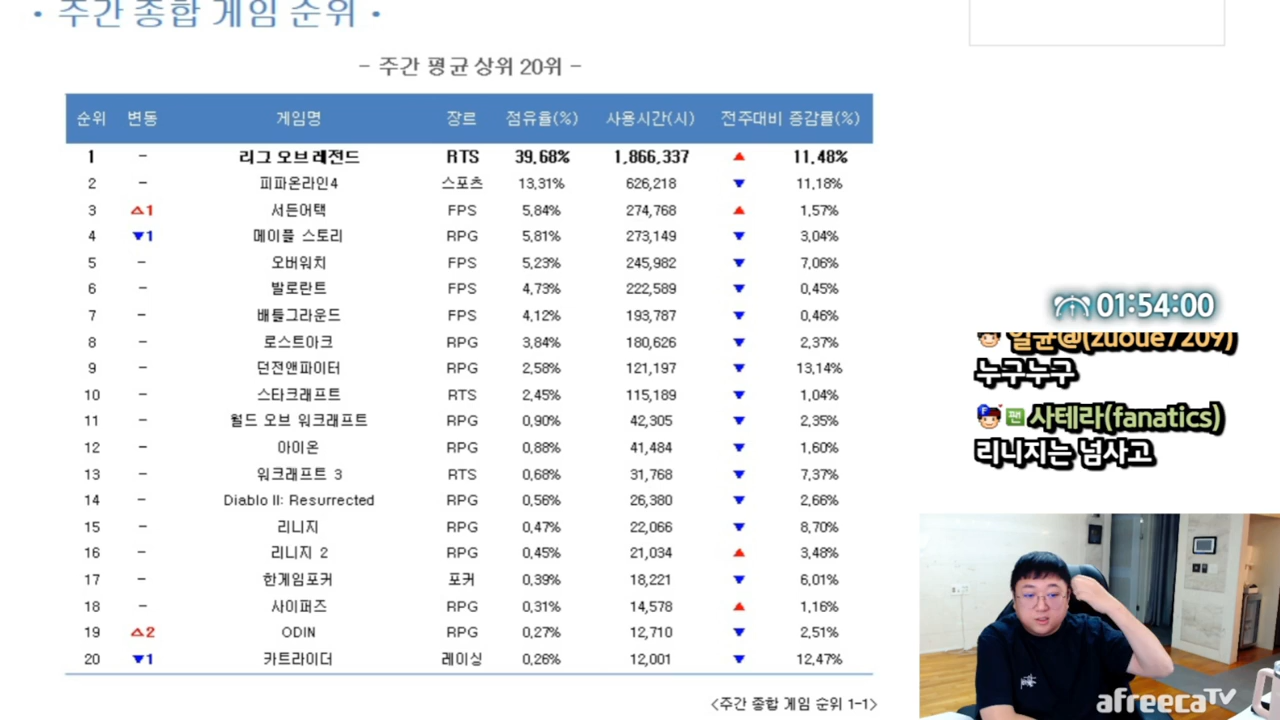 • 주간 종합 게임 순위 •
- 주간 평균 상위 20위 -
순위 변동 게임명 장르 점유율(%) 사용시간(시) 전주대비 증감률(%)
1 - 리그 오브 레전드 RTS 39,68% 1,866,337 ▲ 11,48%
2 - 피파온라인4 스포츠 13,31% 626,218 ▼ 11,18%
3 △1 서든어택 FPS 5,84% 274,768 ▲ 1,57%
4 ▼1 메이플 스토리 RPG 5,81% 273,149 ▼ 3,04%
5 - 오버워치 FPS 5,23% 245,982 ▼ 7,06%
6 - 발로란트 FPS 4,73% 222,589 ▼ 0,45%
7 - 배틀그라운드 FPS 4,12% 193,787 ▼ 0,46%
8 - 로스트아크 RPG 3,84% 180,626 ▼ 2,37%
9 - 던전앤파이터 RPG 2,58% 121,197 ▼ 13,14%
10 - 스타크래프트 RTS 2,45% 115,189 ▼ 1,04%
11 - 월드 오브 워크래프트 RPG 0,90% 42,305 ▼ 2,35%
12 - 아이온 RPG 0,88% 41,484 ▼ 1,60%
13 - 워크래프트 3 RTS 0,68% 31,768 ▼ 7,37%
14 - Diablo II: Resurrected RPG 0,56% 26,380 ▼ 2,66%
15 - 리니지 RPG 0,47% 22,066 ▼ 8,70%
16 - 리니지 2 RPG 0,45% 21,034 ▲ 3,48%
17 - 한게임포커 포커 0,39% 18,221 ▼ 6,01%
18 - 사이퍼즈 RPG 0,31% 14,578 ▲ 1,16%
19 △2 ODIN RPG 0,27% 12,710 ▼ 2,51%
20 ▼1 카트라이더 레이싱 0,26% 12,001 ▼ 12,47%
<주간 종합 게임 순위 1-1>
01:54:00
(zuoue7209)
누구누구
팬 사테라(fanatics)
리니지는 넘사고
afreecaTV